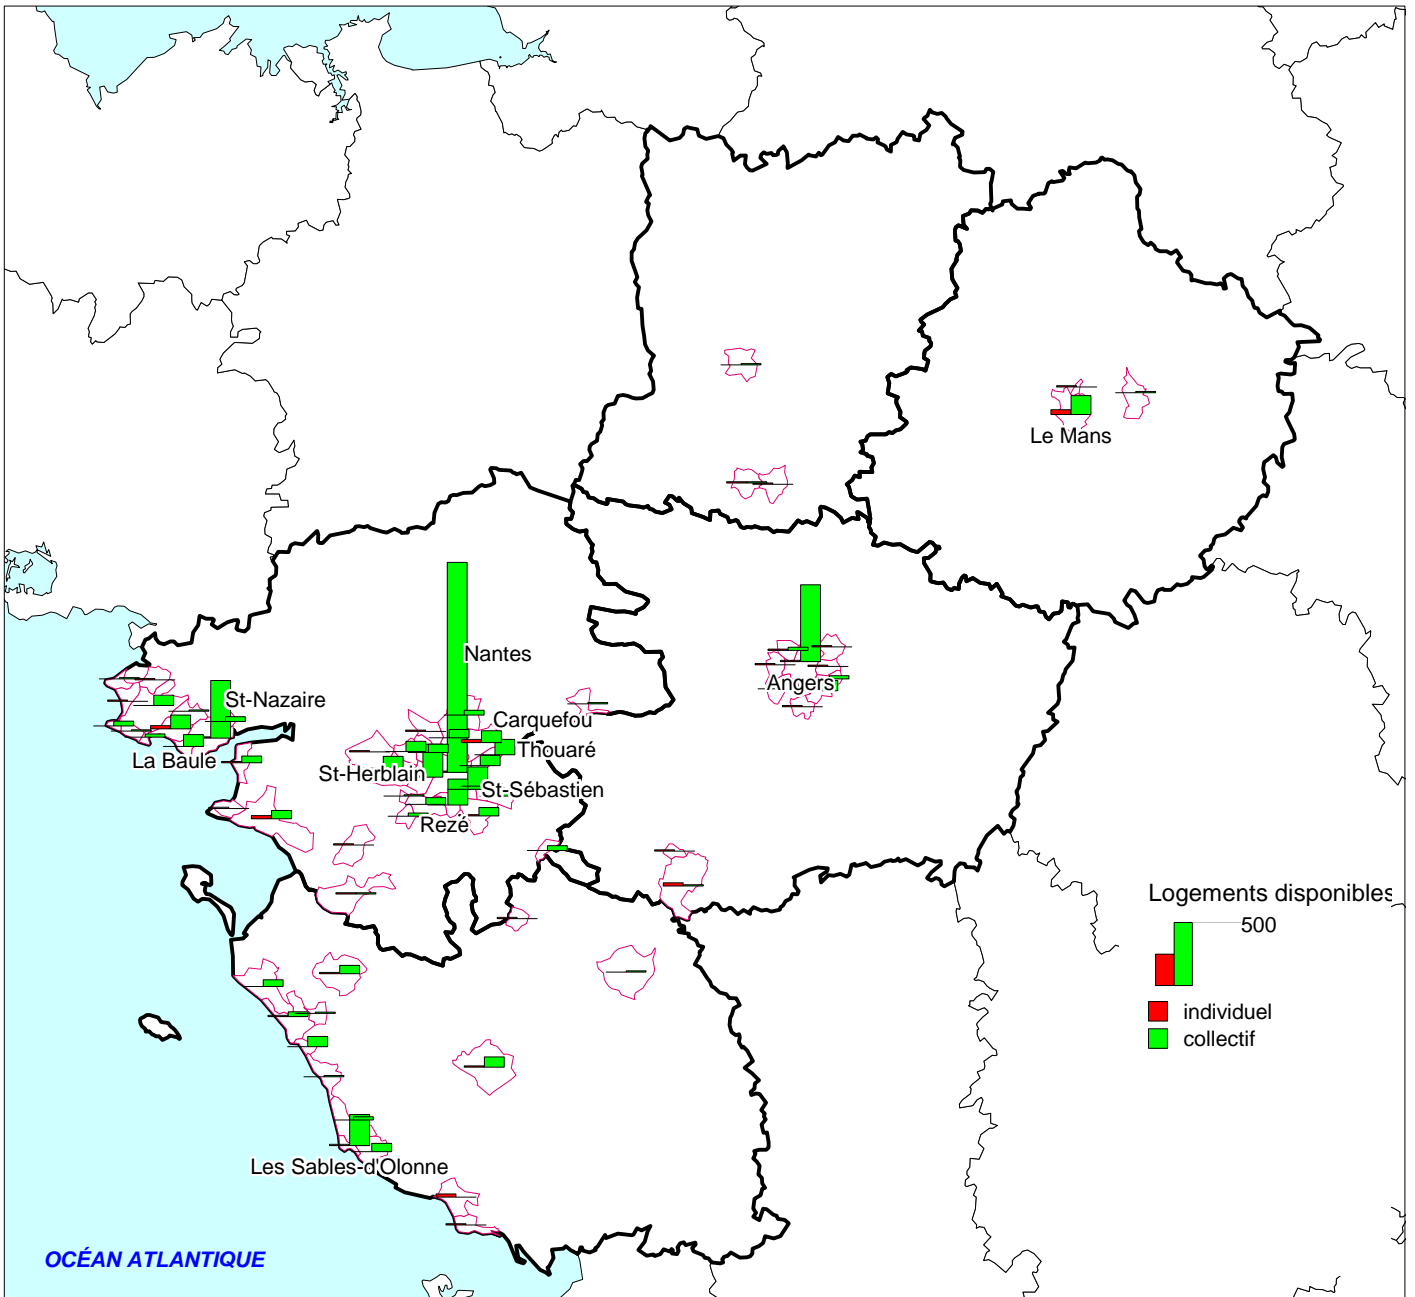 Le Mans
Nantes
Angers
St-Nazaire
Carquefou
Thouaré
La Baule
St-Herblain
St-Sébastien
Rezé
Logements disponibles
500
individuel
collectif
Les Sables-d'Olonne
OCÉAN ATLANTIQUE